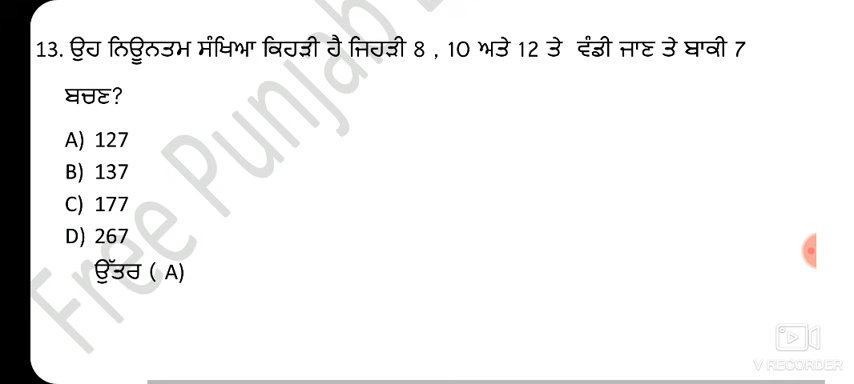 13. ਉਹ ਨਿਊਨਤਮ ਸੰਖਿਆ ਕਿਹੜੀ ਹੈ ਜਿਹੜੀ 8 , 10 ਅਤੇ 12 ਤੇ ਵੰਡੀ ਜਾਣ ਤੇ ਬਾਕੀ 7
ਬਚਣ?
A) 127
B) 137
C) 177
D) 267
ਉੱਤਰ ( A)
Free Punjab
V RECORDER